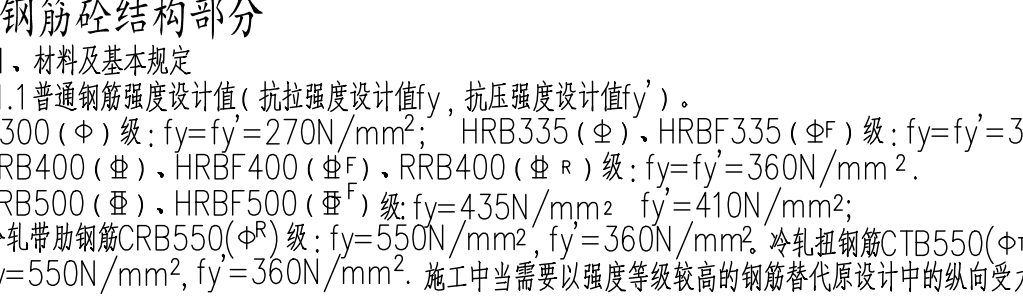 钢筋砼结构部分
、材料及基本规定
.1普通钢筋强度设计值(抗拉强度设计值fy,抗压强度设计值fy')。
300(Φ)级:fy=fy'=270N/mm²; HRB335(Φ)、HRBF335(Φᶠ)级:fy=fy'=3
RB400(Φ)、HRBF400(Φᶠ)、RRB400(Φᴿ)级:fy=fy'=360N/mm².
RB500(Φ)、HRBF500(Φᶠ)级:fy=435N/mm² fy'=410N/mm²;
冷轧带肋钢筋CRB550(Φᴿ)级:fy=550N/mm²,fy'=360N/mm²。冷轧扭钢筋CTB550(Φᵀ
y=550N/mm²,fy'=360N/mm².施工中当需要以强度等级较高的钢筋替代原设计中的纵向受力